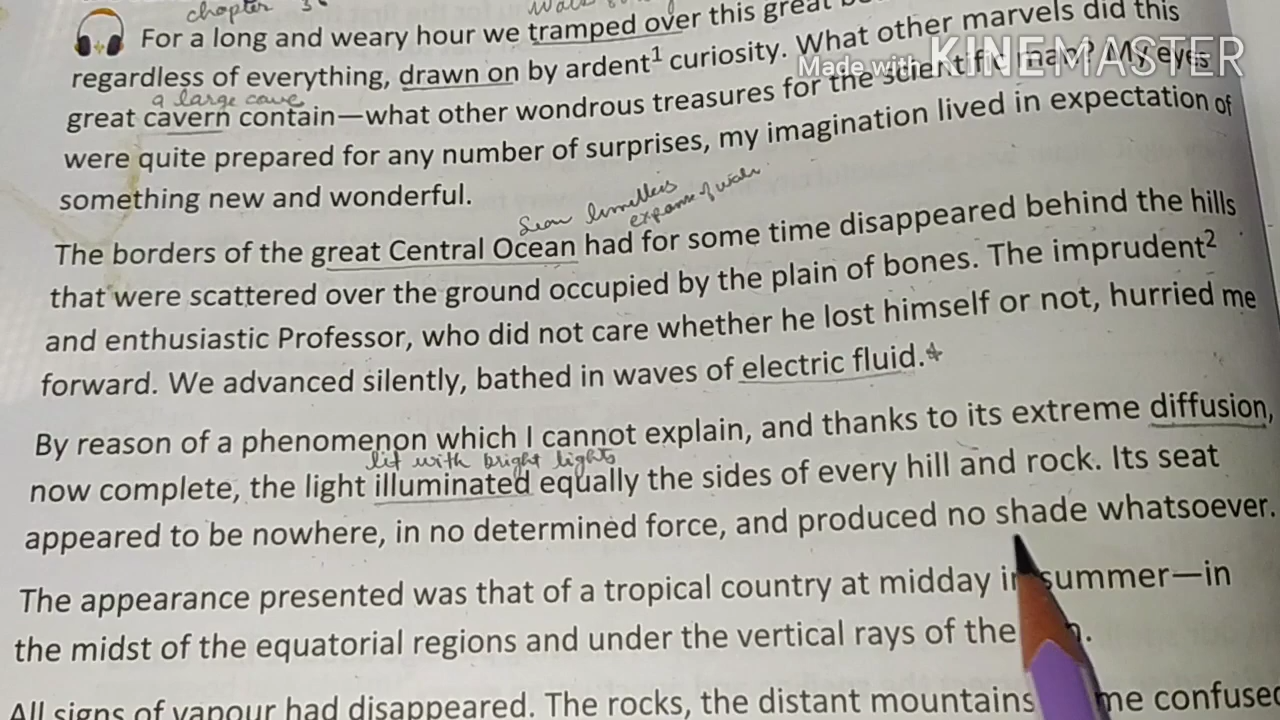 chapter 3
For a long and weary hour we tramped over this great
regardless of everything, drawn on by ardent¹ curiosity. What other marvels did this
Made with KINEMASTER
a large cave
great cavern contain—what other wondrous treasures for the scientific man? My eyes
were quite prepared for any number of surprises, my imagination lived in expectation of
something new and wonderful.
limitless
expanse of water
The borders of the great Central Ocean had for some time disappeared behind the hills
that were scattered over the ground occupied by the plain of bones. The imprudent²
and enthusiastic Professor, who did not care whether he lost himself or not, hurried me
forward. We advanced silently, bathed in waves of electric fluid.*
By reason of a phenomenon which I cannot explain, and thanks to its extreme diffusion,
lit with bright lights
now complete, the light illuminated equally the sides of every hill and rock. Its seat
appeared to be nowhere, in no determined force, and produced no shade whatsoever.
The appearance presented was that of a tropical country at midday in summer—in
the midst of the equatorial regions and under the vertical rays of the
All signs of vapour had disappeared. The rocks, the distant mountains confused